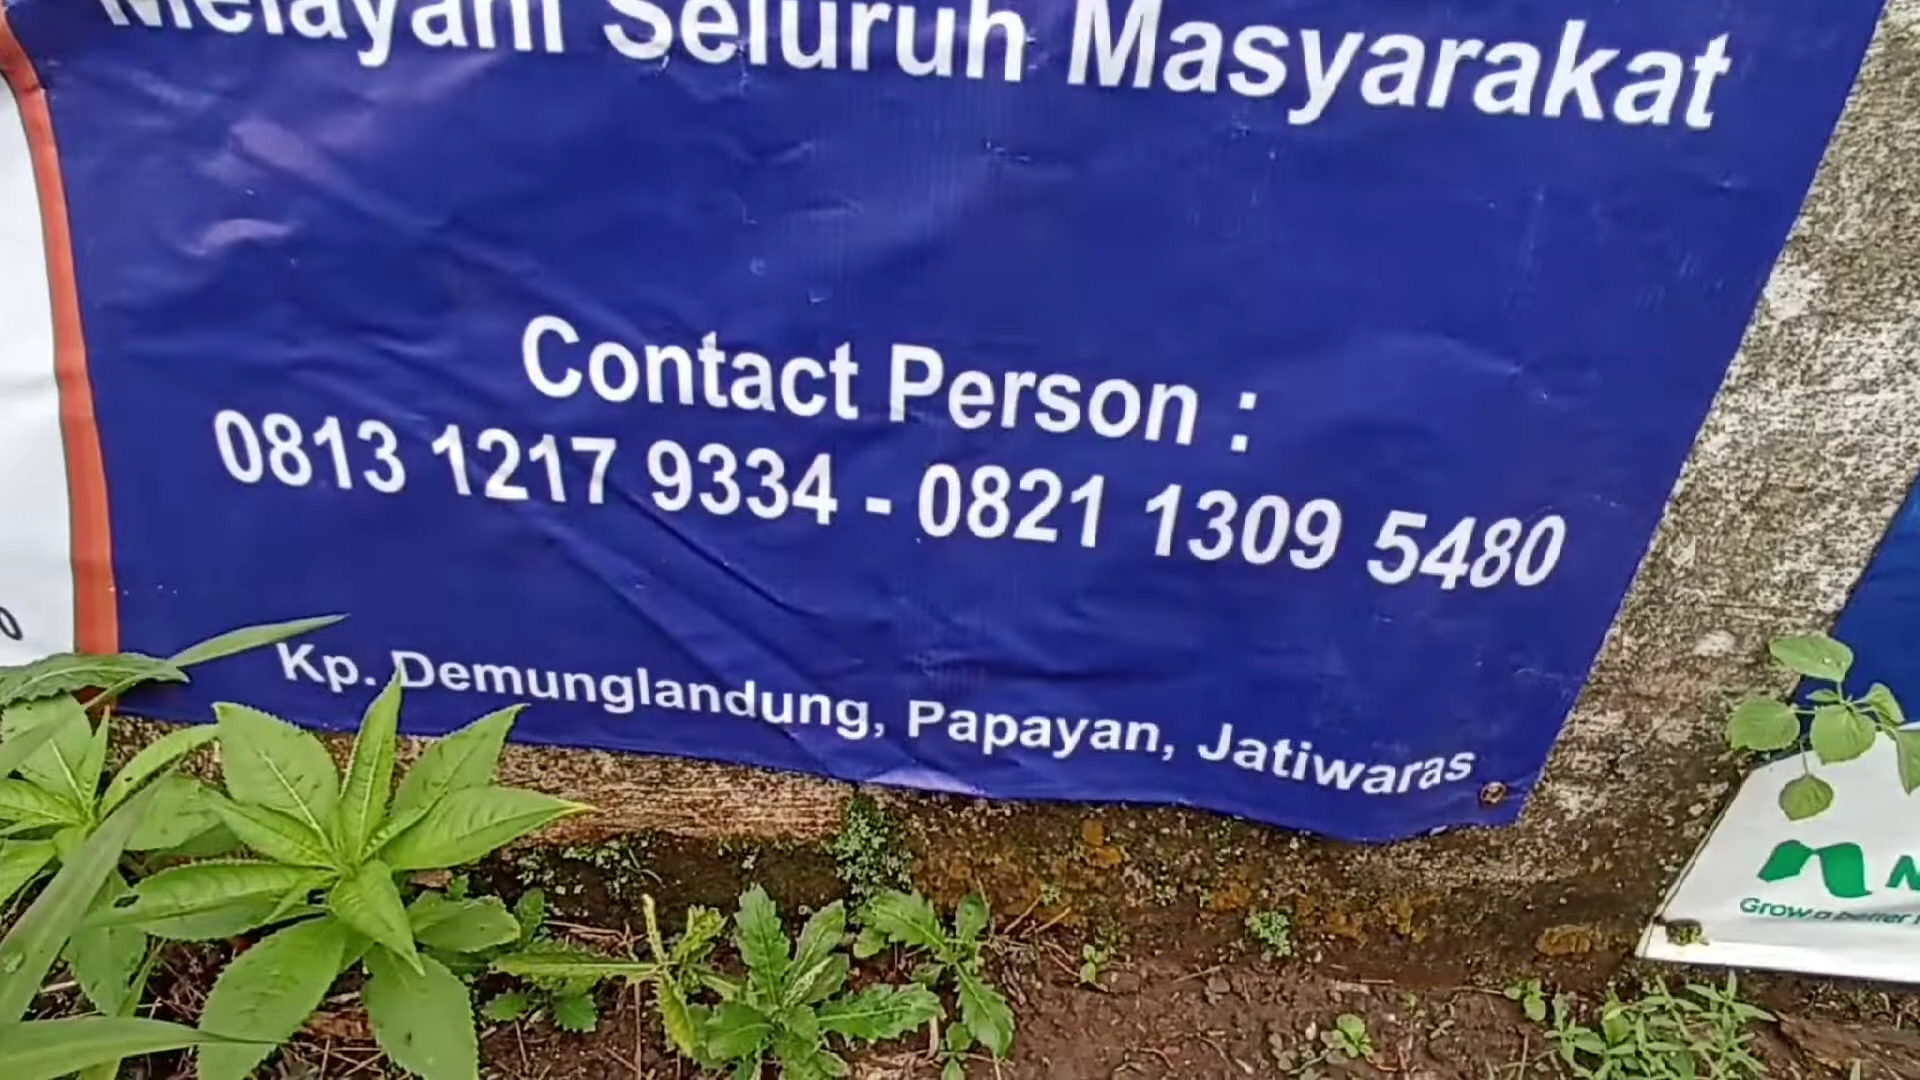 Melayani Seluruh Masyarakat
Contact Person :
0813 1217 9334 - 0821 1309 5480
Kp. Demunglandung, Papayan, Jatiwaras
Grow a better